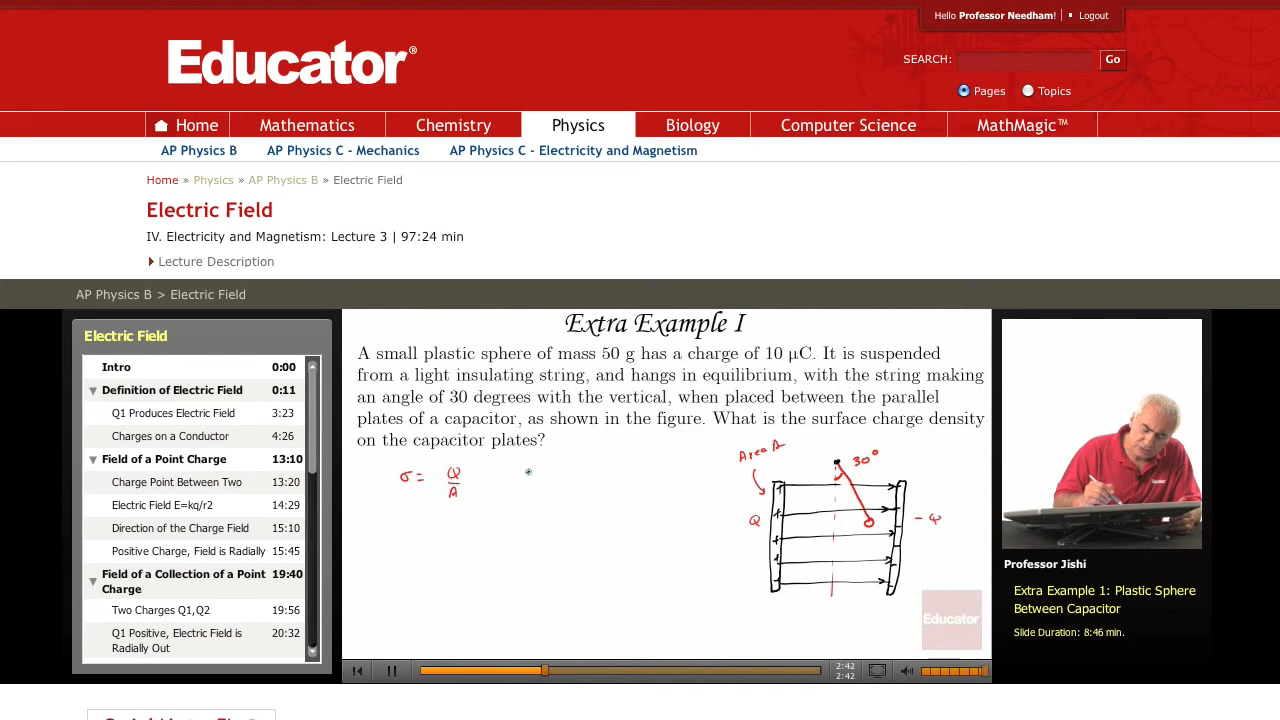 Hello Professor Needham! Logout
Educator®
SEARCH: Go
Pages Topics
Home Mathematics Chemistry Physics Biology Computer Science MathMagic™
AP Physics B AP Physics C - Mechanics AP Physics C - Electricity and Magnetism
Home » Physics » AP Physics B » Electric Field
Electric Field
IV. Electricity and Magnetism: Lecture 3 | 97:24 min
Lecture Description
AP Physics B > Electric Field
Electric Field
Intro 0:00
Definition of Electric Field 0:11
Q1 Produces Electric Field 3:23
Charges on a Conductor 4:26
Field of a Point Charge 13:10
Charge Point Between Two 13:20
Electric Field E=kq/r2 14:29
Direction of the Charge Field 15:10
Positive Charge, Field is Radially 15:45
Field of a Collection of a Point 19:40
Charge
Two Charges Q1,Q2 19:56
Q1 Positive, Electric Field is 20:32
Radially Out
Extra Example I
A small plastic sphere of mass 50 g has a charge of 10 μC. It is suspended
from a light insulating string, and hangs in equilibrium, with the string making
an angle of 30 degrees with the vertical, when placed between the parallel
plates of a capacitor, as shown in the figure. What is the surface charge density
on the capacitor plates?
σ = Q/A
Area A
30°
Q
- Q
Educator
2:42
2:42
Professor Jishi
Extra Example 1: Plastic Sphere
Between Capacitor
Slide Duration: 8:46 min.